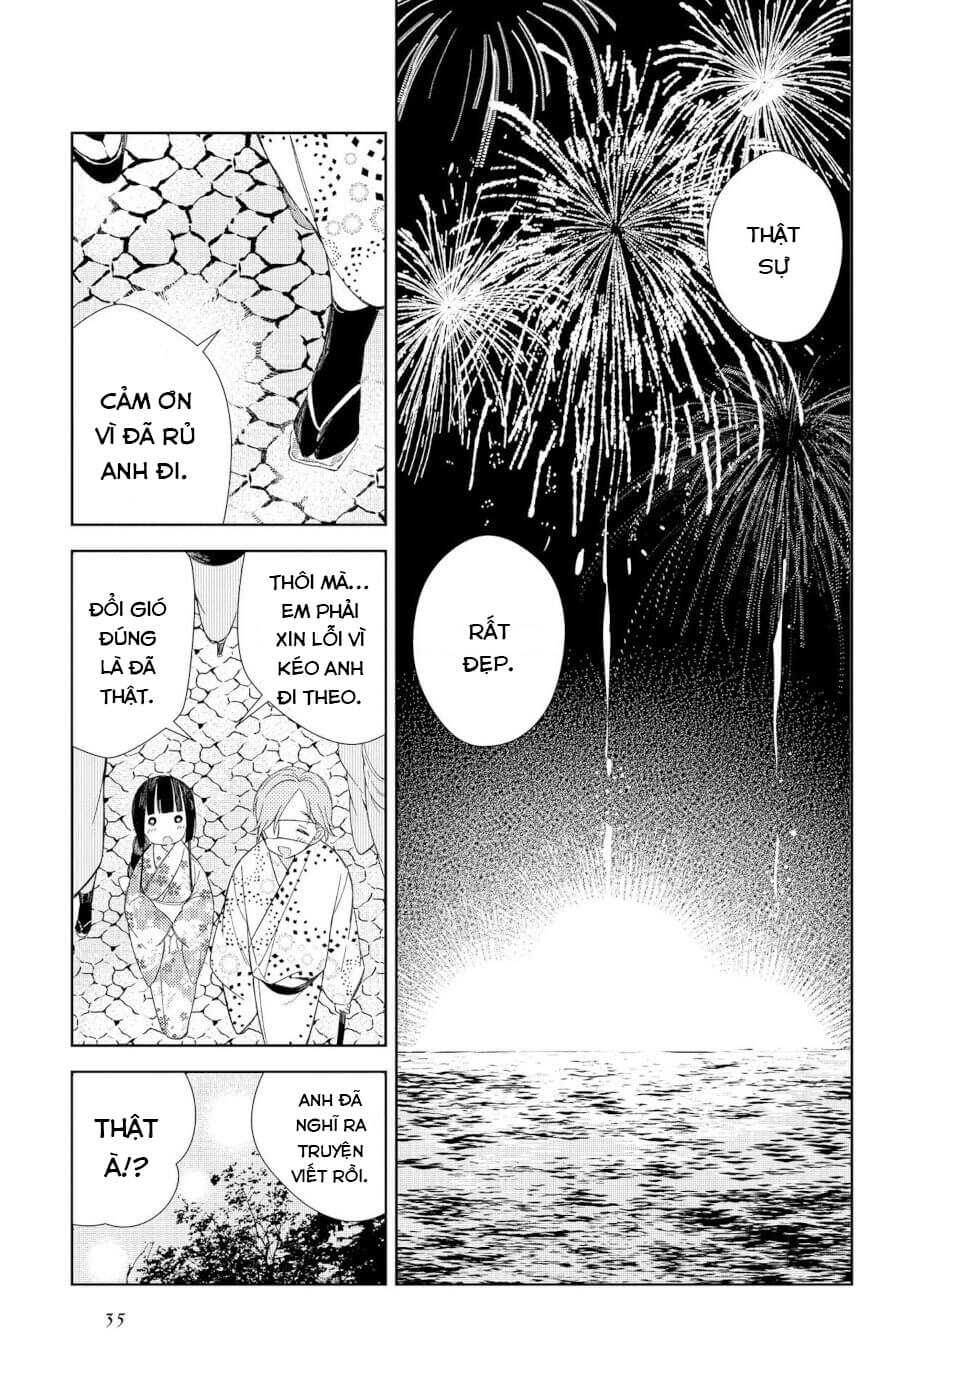 THẬT
SỰ
RẤT
ĐẸP.
CẢM ƠN
VÌ ĐÃ RỦ
ANH ĐI.
THÔI MÀ...
EM PHẢI
XIN LỖI VÌ
KÉO ANH
ĐI THEO.
ĐỔI GIÓ
ĐÚNG
LÀ ĐÃ
THẬT.
ANH ĐÃ
NGHĨ RA
TRUYỆN
VIẾT RỒI.
THẬT
À!?
35